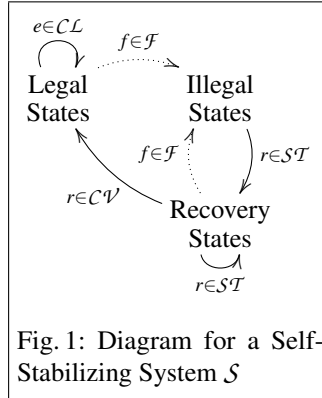 e∈𝒞ℒ
f∈ℱ
Legal
States
Illegal
States
f∈ℱ
r∈𝒮𝒯
r∈𝒞𝒱
Recovery
States
r∈𝒮𝒯
Fig. 1: Diagram for a Self-
Stabilizing System 𝒮